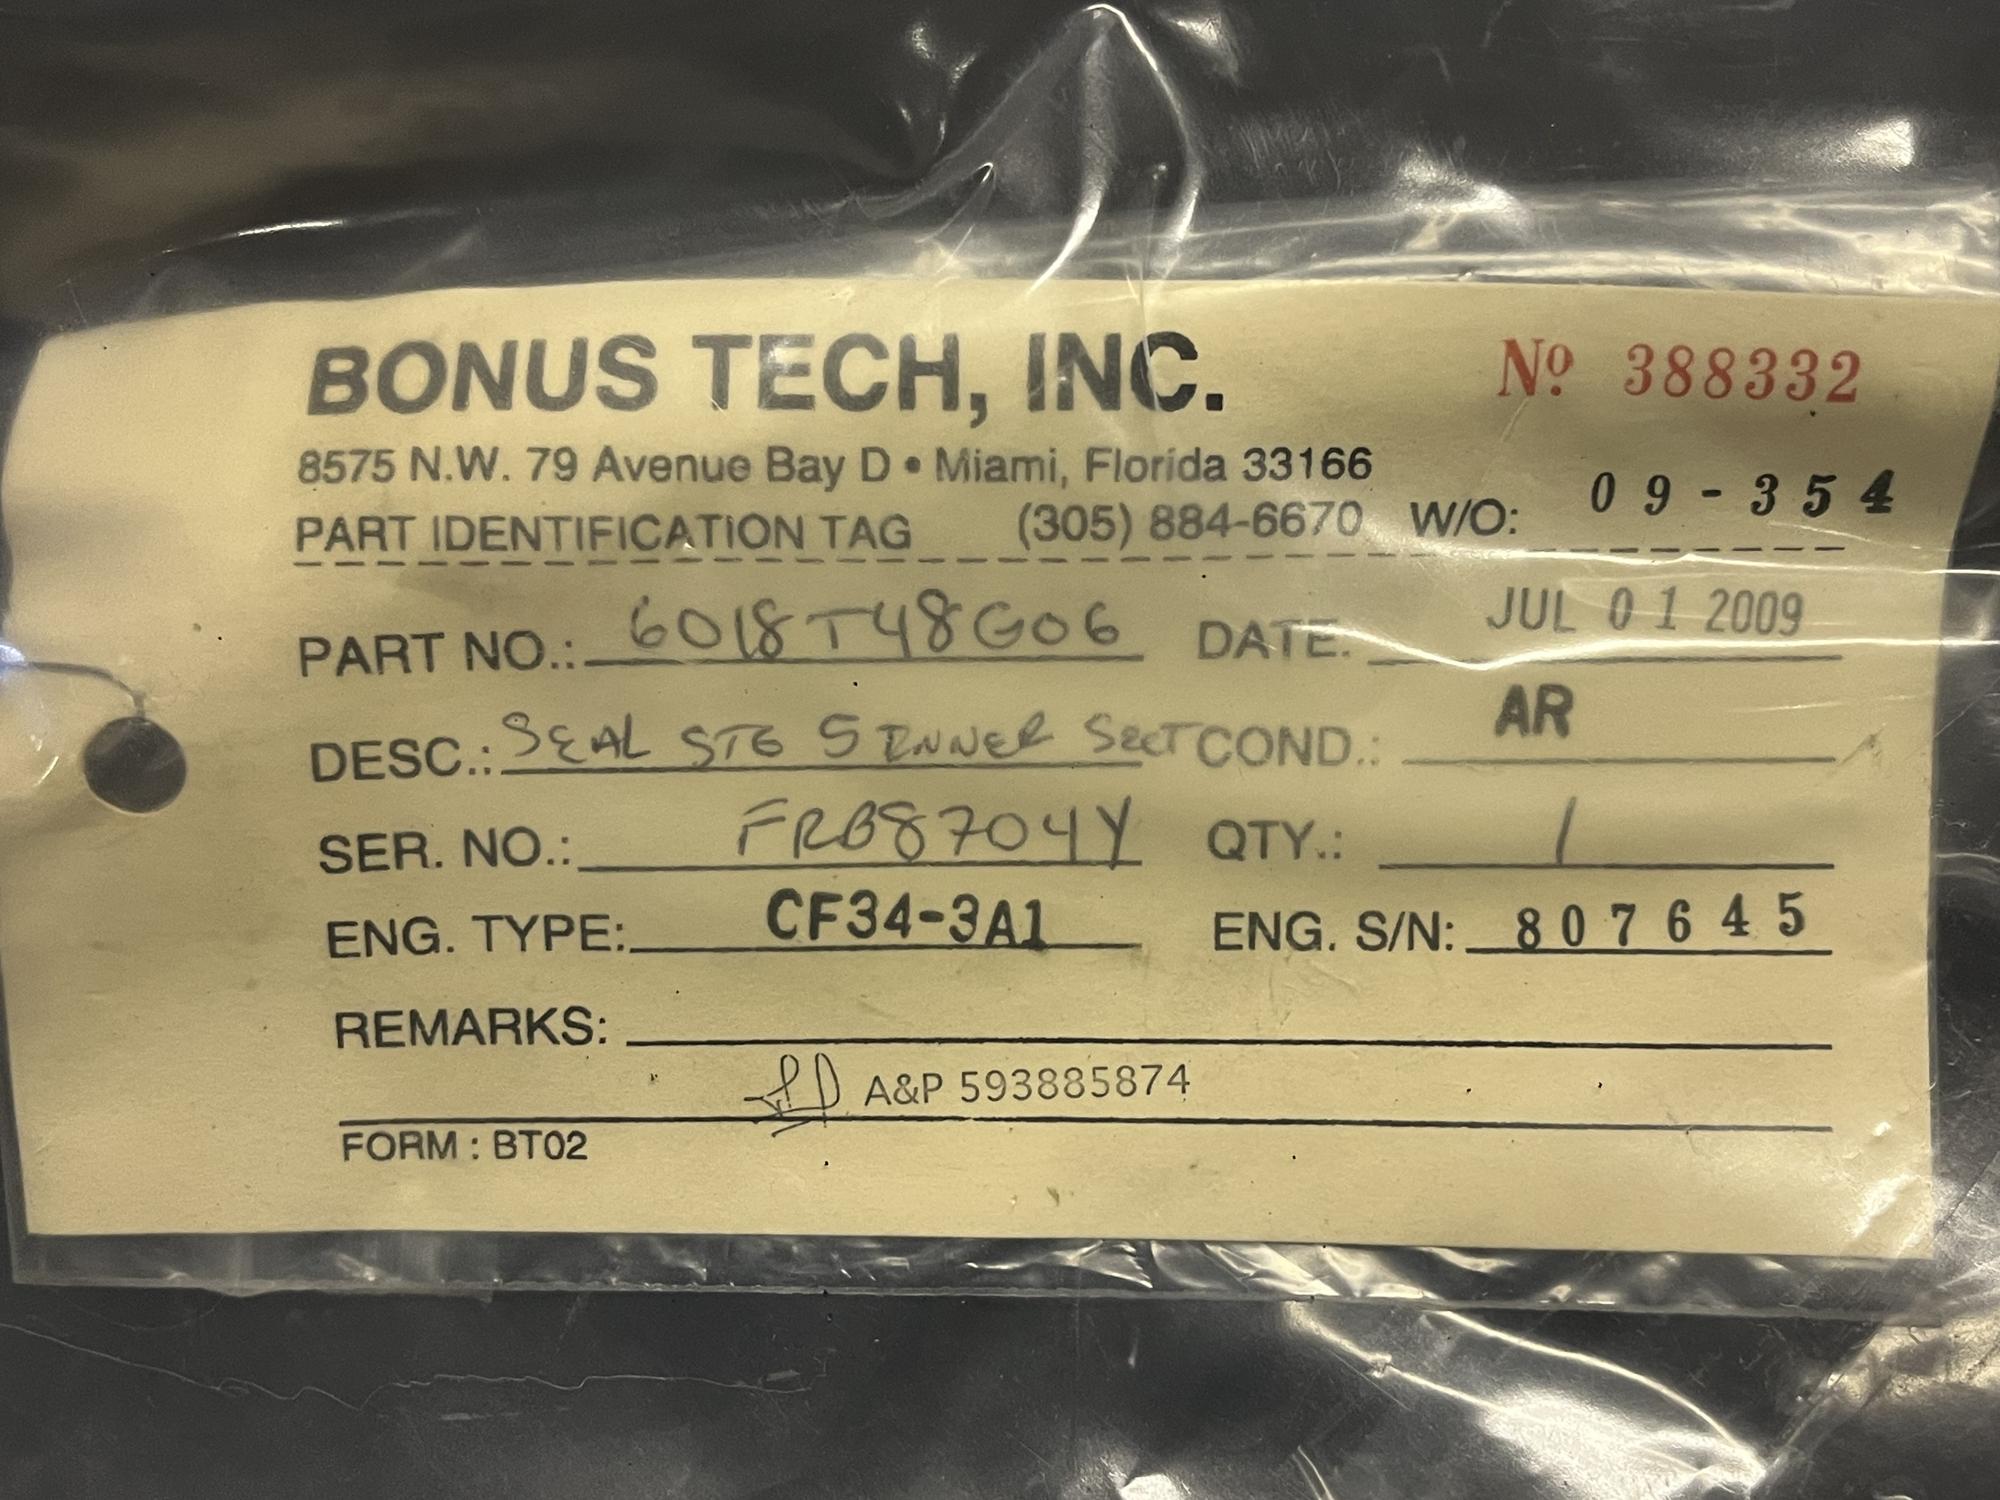 BONUS TECH, INC. Nº 388332
8575 N.W. 79 Avenue Bay D • Miami, Florida 33166
PART IDENTIFICATION TAG (305) 884-6670 W/O: 09-354
PART NO.: 6018T48G06 DATE: JUL 01 2009
DESC.: SEAL STG 5 INNER SECT COND.: AR
SER. NO.: FRB8704Y QTY.: 1
ENG. TYPE: CF34-3A1 ENG. S/N: 807645
REMARKS:
A&P 593885874
FORM : BT02